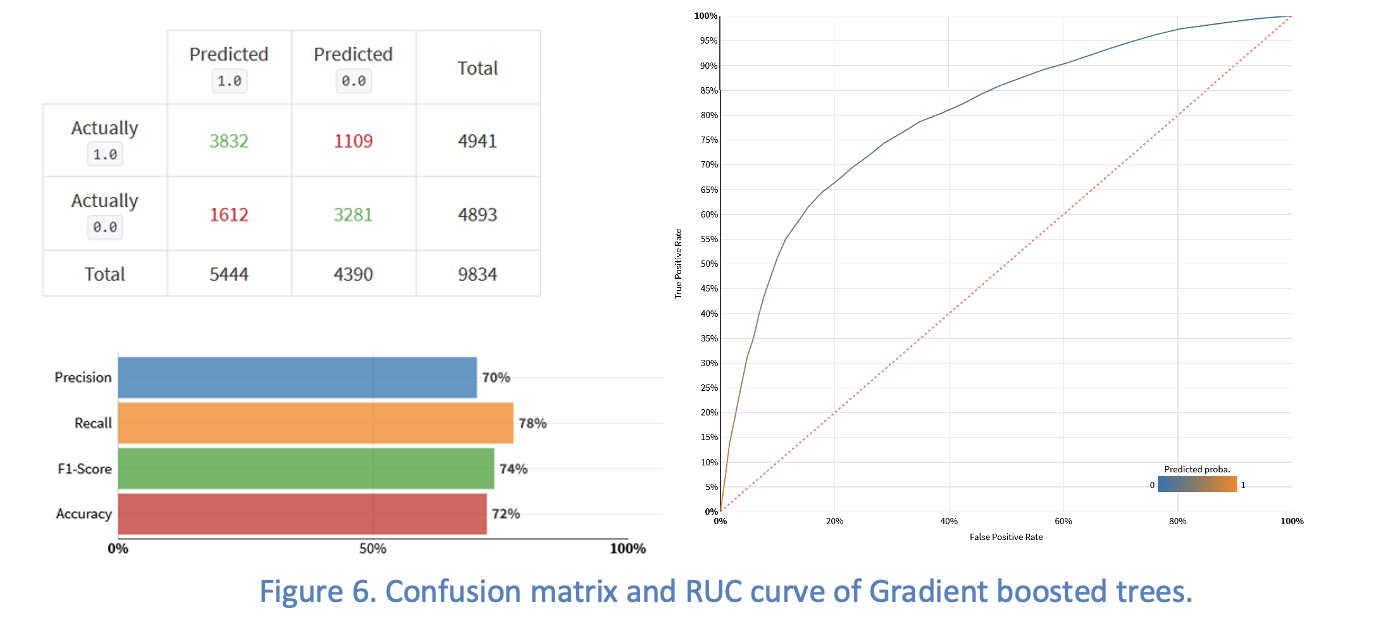 Predicted Predicted Total
1.0 0.0
Actually 1.0 3832 1109 4941
Actually 0.0 1612 3281 4893
Total 5444 4390 9834
Precision 70%
Recall 78%
F1-Score 74%
Accuracy 72%
0% 50% 100%
100%
95%
90%
85%
80%
75%
70%
65%
60%
55%
50%
45%
40%
35%
30%
25%
20%
15%
10%
5%
0%
True Positive Rate
Predicted proba.
0 1
0% 20% 40% 60% 80% 100%
False Positive Rate
Figure 6. Confusion matrix and RUC curve of Gradient boosted trees.